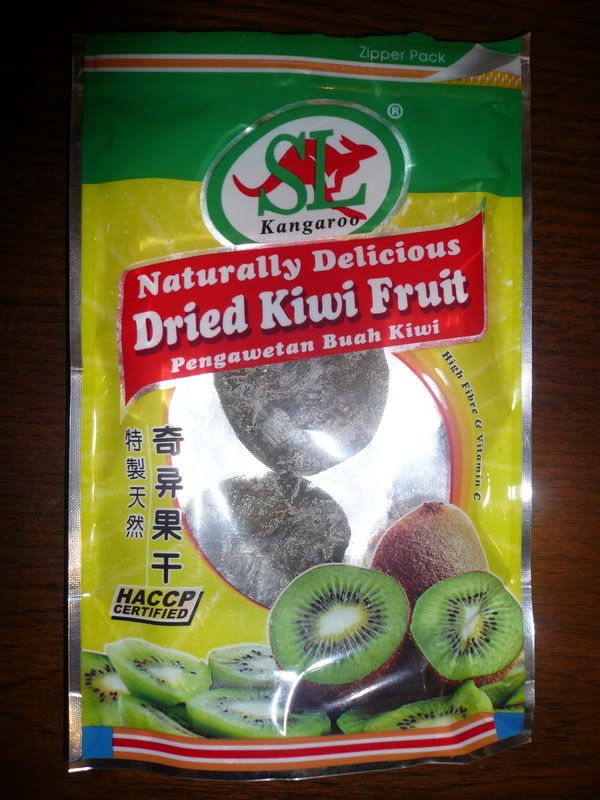 Zipper Pack
®
SL
Kangaroo
Naturally Delicious
Dried Kiwi Fruit
Pengawetan Buah Kiwi
High Fibre & Vitamin C
特製天然
奇异果干
HACCP
CERTIFIED